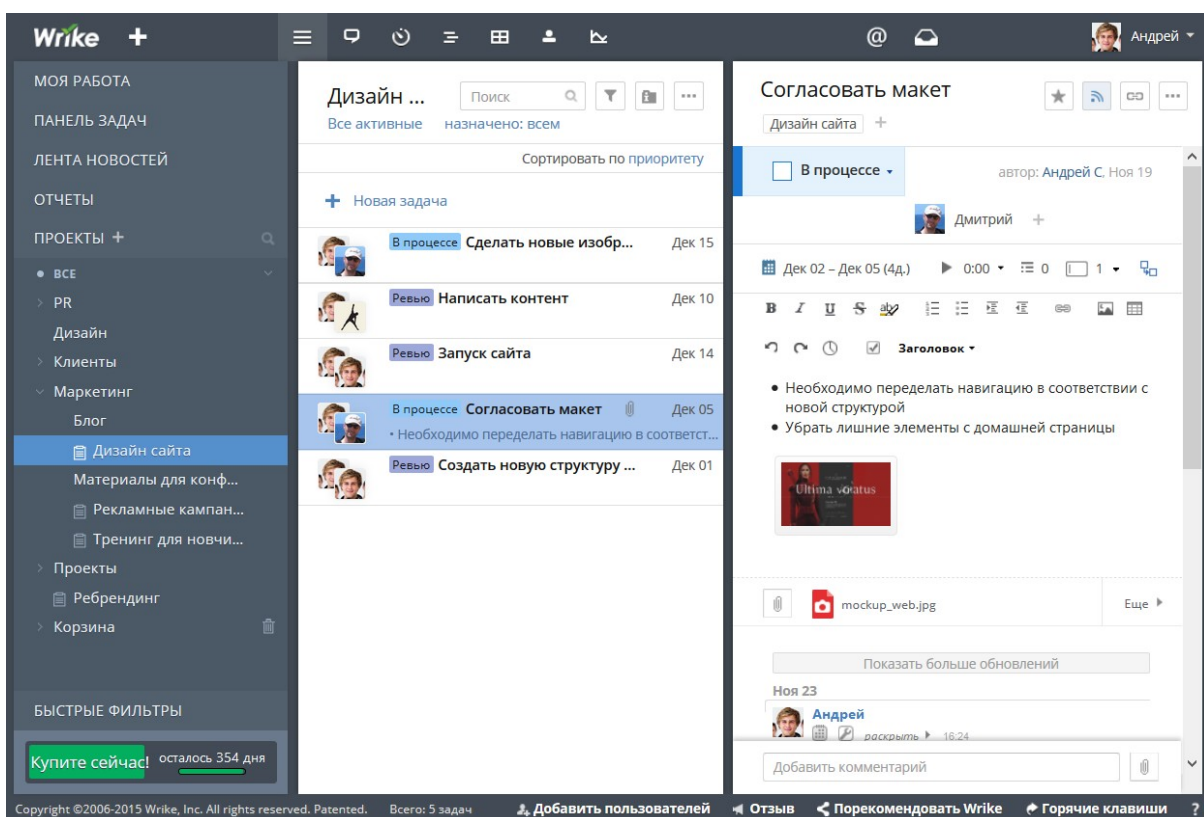 Wrike
Андрей
МОЯ РАБОТА
ПАНЕЛЬ ЗАДАЧ
ЛЕНТА НОВОСТЕЙ
ОТЧЕТЫ
ПРОЕКТЫ +
ВСЕ
PR
Дизайн
Клиенты
Маркетинг
Блог
Дизайн сайта
Материалы для конф...
Рекламные кампан...
Тренинг для новчи...
Проекты
Ребрендинг
Корзина
БЫСТРЫЕ ФИЛЬТРЫ
Купите сейчас! осталось 354 дня
Дизайн ...
Поиск
Все активные назначено: всем
Сортировать по приоритету
+ Новая задача
В процессе Сделать новые изобр... Дек 15
Ревью Написать контент Дек 10
Ревью Запуск сайта Дек 14
В процессе Согласовать макет Дек 05
• Необходимо переделать навигацию в соответст...
Ревью Создать новую структуру ... Дек 01
Согласовать макет
Дизайн сайта +
В процессе автор: Андрей С, Ноя 19
Дмитрий +
Дек 02 – Дек 05 (4д.) 0:00 0 1
B I U S ab
Заголовок
• Необходимо переделать навигацию в соответствии с
новой структурой
• Убрать лишние элементы с домашней страницы
Ultima
mockup_web.jpg Еще
Показать больше обновлений
Ноя 23
Андрей
раскрыть 16:24
Добавить комментарий
Copyright ©2006-2015 Wrike, Inc. All rights reserved. Patented. Всего: 5 задач Добавить пользователей Отзыв Порекомендовать Wrike Горячие клавиши ?